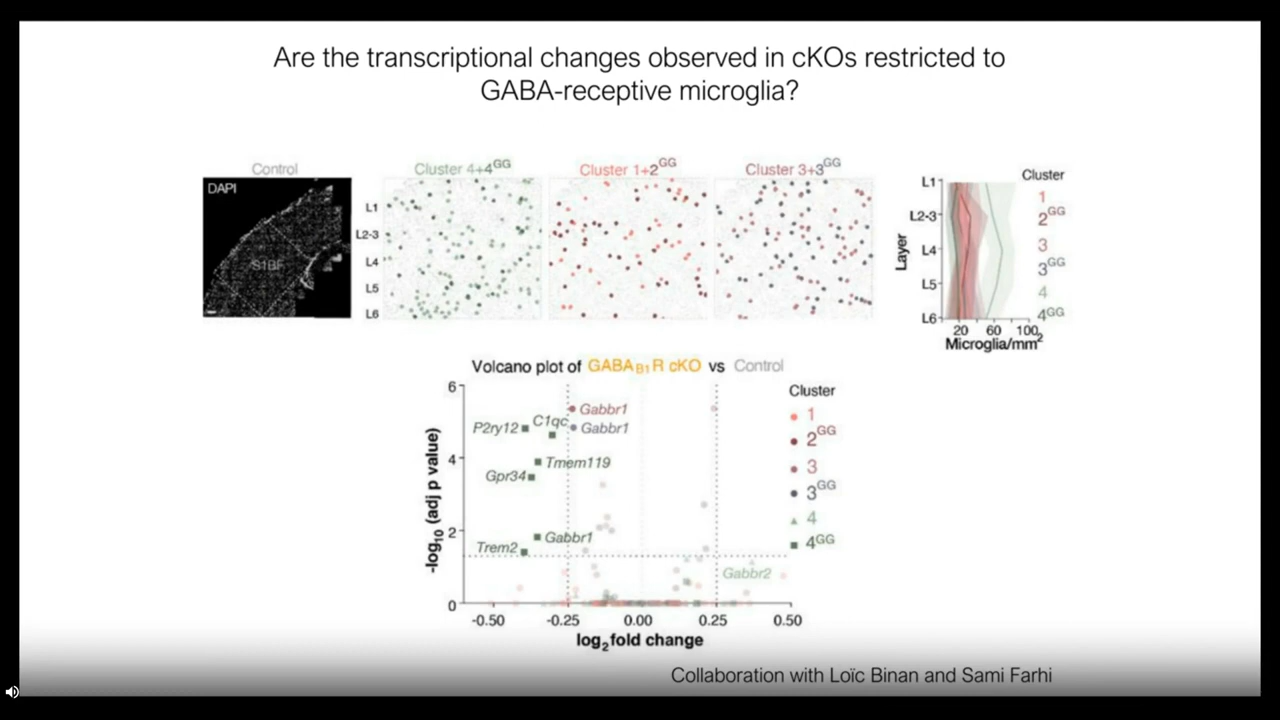 Are the transcriptional changes observed in cKOs restricted to
GABA-receptive microglia?
Control
Cluster 4+4GG
Cluster 1+2GG
Cluster 3+3GG
DAPI
S1BF
L1
L2-3
L4
L5
L6
L1
L2-3
L4
L5
L6
Layer
20 60 100
Microglia/mm2
Cluster
1
2GG
3
3GG
4
4GG
Volcano plot of GABAB1R cKO vs Control
6
4
2
0
-log10 (adj p value)
Gabbr1
P2ry12
C1qc
Gabbr1
Tmem119
Gpr34
Gabbr1
Trem2
Gabbr2
-0.50 -0.25 0.00 0.25 0.50
log2fold change
Cluster
1
2GG
3
3GG
4
4GG
Collaboration with Loïc Binan and Sami Farhi